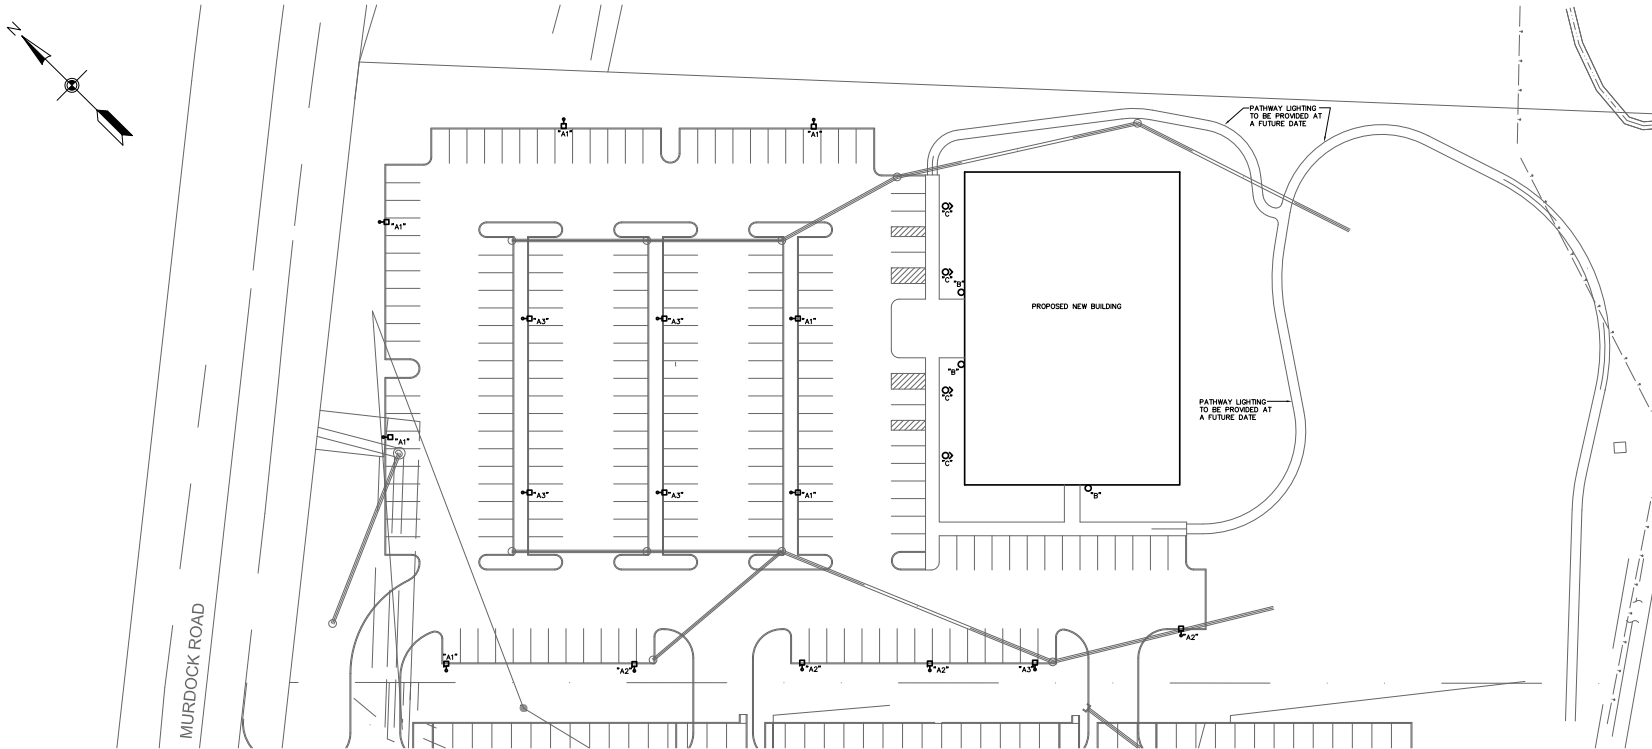 N
PATHWAY LIGHTING
TO BE PROVIDED AT
A FUTURE DATE
"A1"
"A1"
"C"
"A1"
"C"
"B"
PROPOSED NEW BUILDING
"A3"
"A3"
"A1"
"B"
"C"
PATHWAY LIGHTING
TO BE PROVIDED AT
A FUTURE DATE
"A1"
"C"
"A3"
"A3"
"A1"
"B"
MURDOCK ROAD
"A2"
"A1"
"A2"
"A2"
"A2"
"A3"